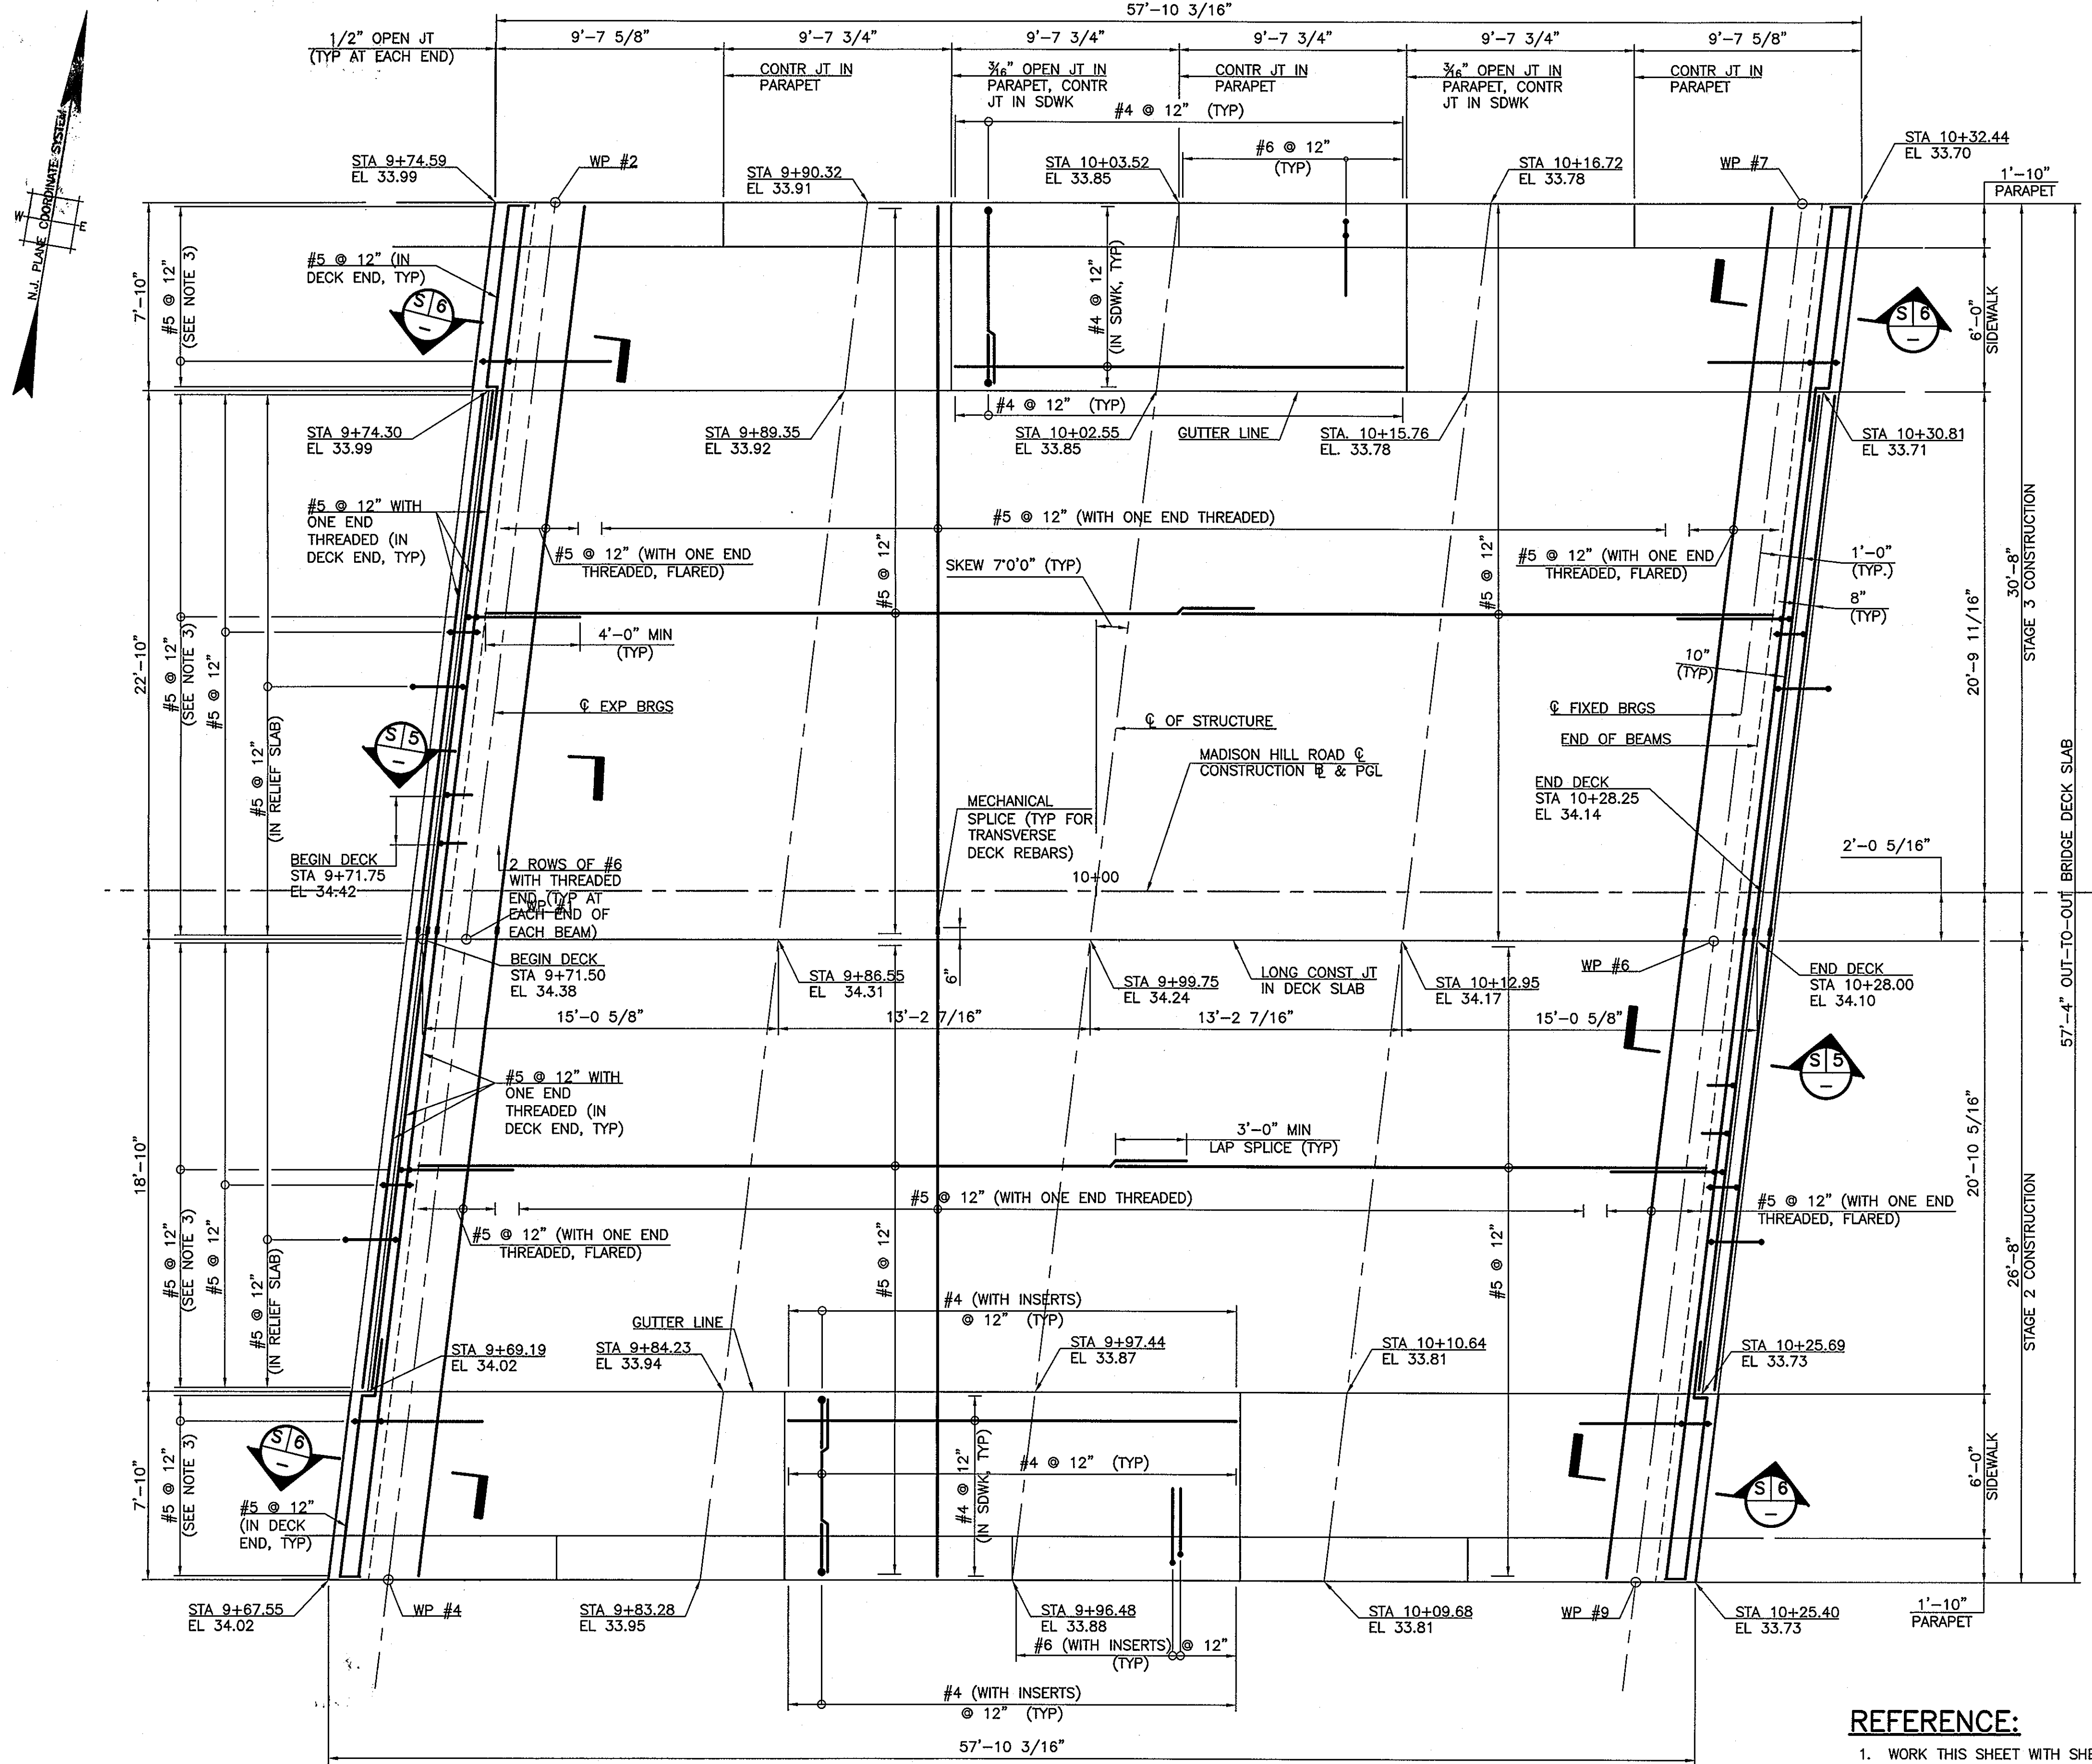 57'-10 3/16"
1/2" OPEN JT
(TYP AT EACH END)
9'-7 5/8"
9'-7 3/4"
9'-7 3/4"
9'-7 3/4"
9'-7 3/4"
9'-7 5/8"
CONTR JT IN
PARAPET
3/16" OPEN JT IN
PARAPET, CONTR
JT IN SDWK
CONTR JT IN
PARAPET
3/16" OPEN JT IN
PARAPET, CONTR
JT IN SDWK
CONTR JT IN
PARAPET
#4 @ 12" (TYP)
#6 @ 12"
(TYP)
N.J. PLANE COORDINATE SYSTEM
W
E
STA 9+74.59
EL 33.99
WP #2
STA 9+90.32
EL 33.91
STA 10+03.52
EL 33.85
STA 10+16.72
EL 33.78
WP #7
STA 10+32.44
EL 33.70
1'-10"
PARAPET
7'-10"
#5 @ 12"
(SEE NOTE 3)
#5 @ 12" (IN
DECK END, TYP)
S 6
–
#4 @ 12"
(IN SDWK, TYP)
S 6
–
6'-0"
SIDEWALK
#4 @ 12" (TYP)
STA 9+74.30
EL 33.99
STA 9+89.35
EL 33.92
STA 10+02.55
EL 33.85
GUTTER LINE
STA. 10+15.76
EL. 33.78
STA 10+30.81
EL 33.71
#5 @ 12" WITH
ONE END
THREADED (IN
DECK END, TYP)
#5 @ 12" (WITH ONE END THREADED)
#5 @ 12" (WITH ONE END
THREADED, FLARED)
#5 @ 12"
SKEW 7°0'0" (TYP)
#5 @ 12"
#5 @ 12" (WITH ONE END
THREADED, FLARED)
1'-0"
(TYP.)
8"
(TYP)
30'-8"
STAGE 3 CONSTRUCTION
4'-0" MIN
(TYP)
10"
(TYP)
20'-9 11/16"
22'-10"
#5 @ 12"
(SEE NOTE 3)
#5 @ 12"
#5 @ 12"
(IN RELIEF SLAB)
℄ EXP BRGS
℄ OF STRUCTURE
℄ FIXED BRGS
END OF BEAMS
S 5
–
MADISON HILL ROAD ℄
CONSTRUCTION BL & PGL
MECHANICAL
SPLICE (TYP FOR
TRANSVERSE
DECK REBARS)
END DECK
STA 10+28.25
EL 34.14
57'-4" OUT-TO-OUT BRIDGE DECK SLAB
BEGIN DECK
STA 9+71.75
EL 34.42
2 ROWS OF #6
WITH THREADED
END (TYP AT
EACH END OF
EACH BEAM)
WP #1
10+00
2'-0 5/16"
BEGIN DECK
STA 9+71.50
EL 34.38
STA 9+86.55
EL 34.31
6"
STA 9+99.75
EL 34.24
LONG CONST JT
IN DECK SLAB
STA 10+12.95
EL 34.17
WP #6
END DECK
STA 10+28.00
EL 34.10
15'-0 5/8"
13'-2 7/16"
13'-2 7/16"
15'-0 5/8"
S 5
–
#5 @ 12" WITH
ONE END
THREADED (IN
DECK END, TYP)
3'-0" MIN
LAP SPLICE (TYP)
18'-10"
#5 @ 12"
(SEE NOTE 3)
#5 @ 12"
#5 @ 12"
(IN RELIEF SLAB)
#5 @ 12" (WITH ONE END THREADED)
#5 @ 12" (WITH ONE END
THREADED, FLARED)
#5 @ 12"
#5 @ 12"
#5 @ 12" (WITH ONE END
THREADED, FLARED)
20'-10 5/16"
26'-8"
STAGE 2 CONSTRUCTION
#4 (WITH INSERTS)
@ 12" (TYP)
GUTTER LINE
STA 9+69.19
EL 34.02
STA 9+84.23
EL 33.94
STA 9+97.44
EL 33.87
STA 10+10.64
EL 33.81
STA 10+25.69
EL 33.73
S 6
–
7'-10"
#5 @ 12"
(SEE NOTE 3)
#5 @ 12"
(IN DECK
END, TYP)
#4 @ 12" (TYP)
#4 @ 12"
(IN SDWK, TYP)
S 6
–
6'-0"
SIDEWALK
STA 9+67.55
EL 34.02
WP #4
STA 9+83.28
EL 33.95
STA 9+96.48
EL 33.88
STA 10+09.68
EL 33.81
WP #9
STA 10+25.40
EL 33.73
1'-10"
PARAPET
#6 (WITH INSERTS) @ 12"
(TYP)
#4 (WITH INSERTS)
@ 12" (TYP)
57'-10 3/16"
REFERENCE:
1. WORK THIS SHEET WITH